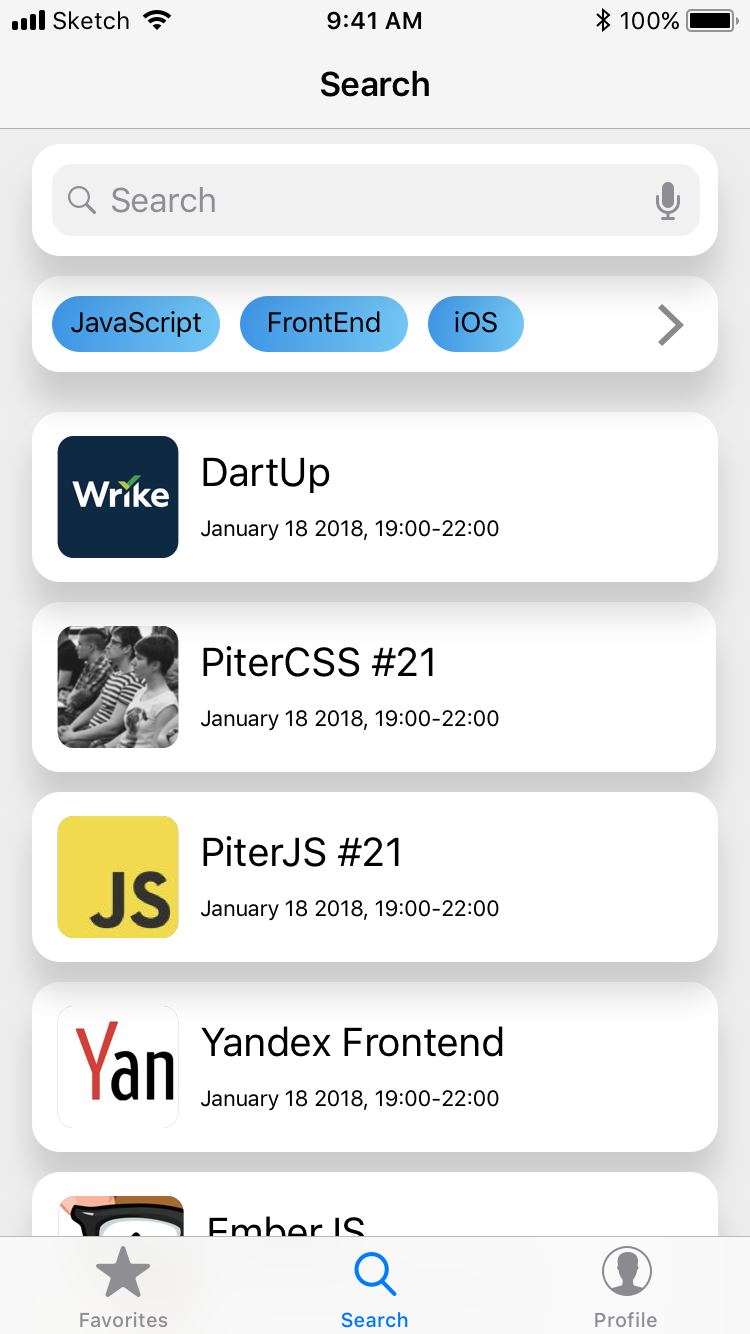 Sketch 9:41 AM 100%
Search
Search
JavaScript FrontEnd iOS
Wrike
DartUp
January 18 2018, 19:00-22:00
PiterCSS #21
January 18 2018, 19:00-22:00
JS
PiterJS #21
January 18 2018, 19:00-22:00
Yan
Yandex Frontend
January 18 2018, 19:00-22:00
EmberJS
Favorites Search Profile